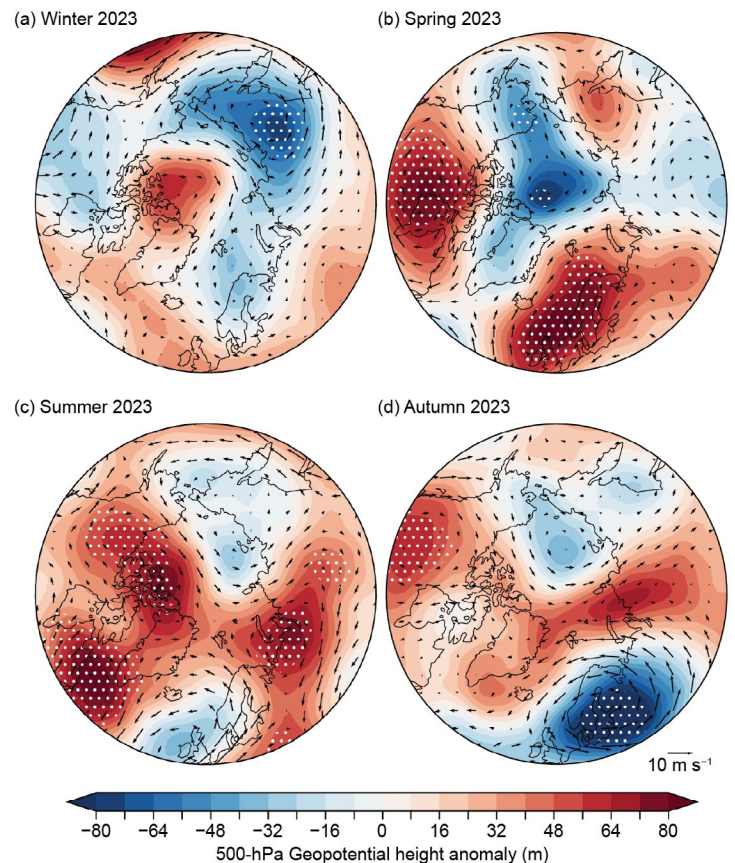 (a) Winter 2023
(b) Spring 2023
(c) Summer 2023
(d) Autumn 2023
10 m s⁻¹
−80 −64 −48 −32 −16 0 16 32 48 64 80
500-hPa Geopotential height anomaly (m)